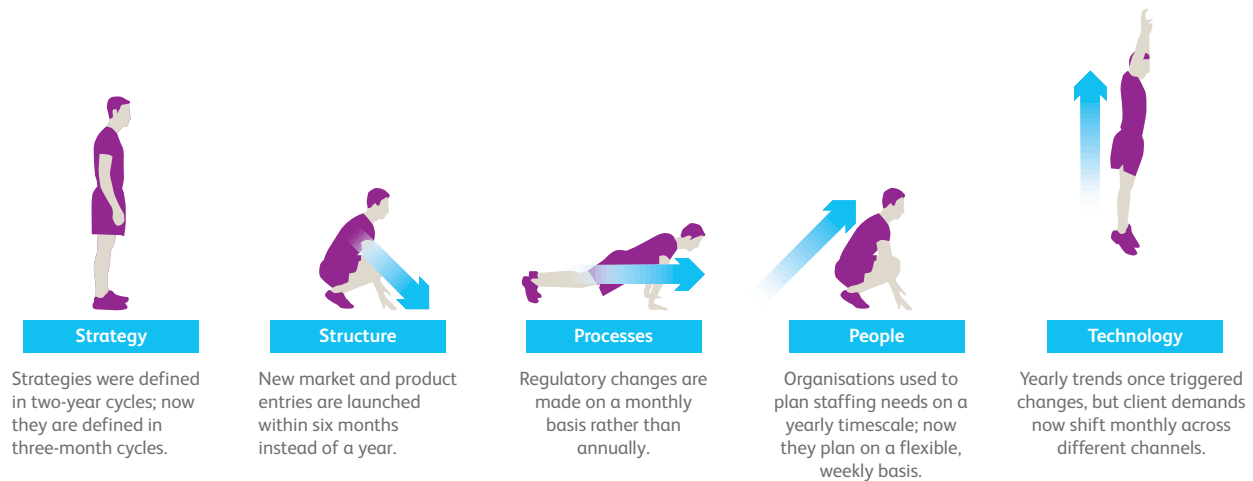 Strategy
Strategies were defined
in two-year cycles; now
they are defined in
three-month cycles.
Structure
New market and product
entries are launched
within six months
instead of a year.
Processes
Regulatory changes are
made on a monthly
basis rather than
annually.
People
Organisations used to
plan staffing needs on a
yearly timescale; now
they plan on a flexible,
weekly basis.
Technology
Yearly trends once triggered
changes, but client demands
now shift monthly across
different channels.